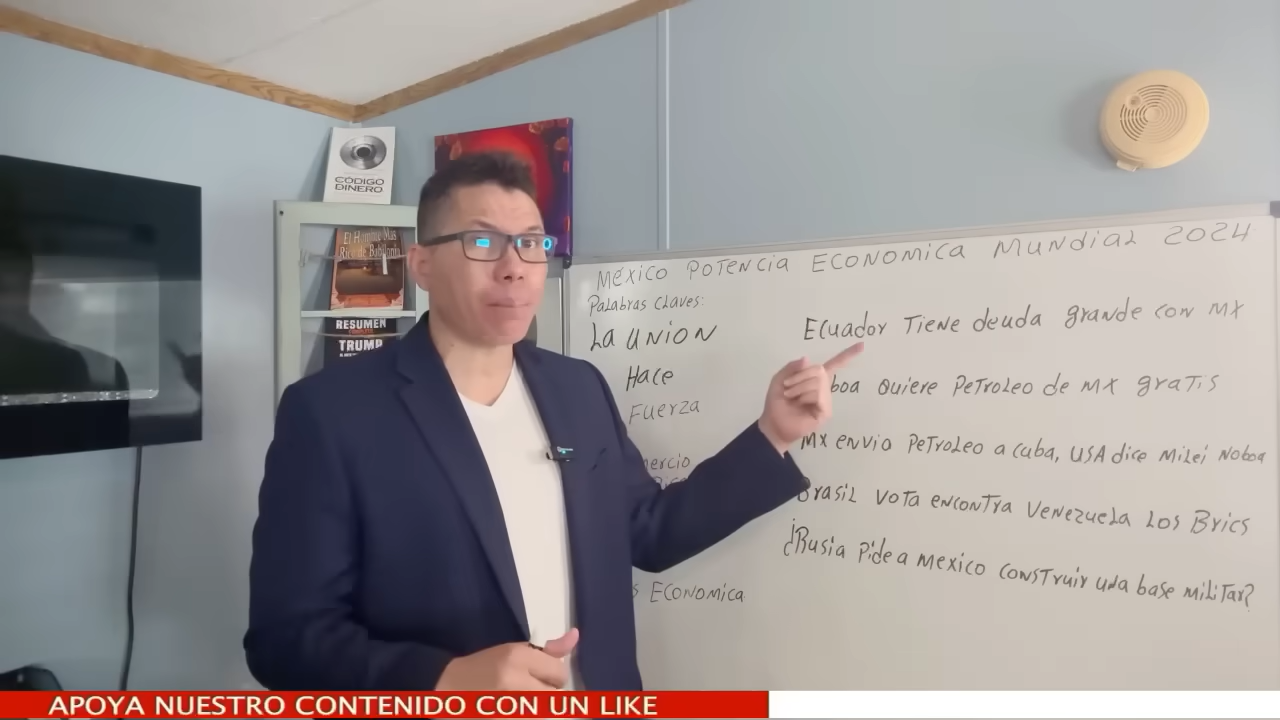 CÓDIGO
DINERO
El Hombre Más
Rico de Babilonia
RESUMEN
COMPLETO
TRUMP
MÉXICO POTENCIA ECONOMICA MUNDIAL 2024
Palabras claves:
La UNION
Hace
Fuerza
ECONOMICA
Ecuador Tiene deuda grande con MX
quiere Petroleo de MX gratis
MX envio Petroleo a Cuba, USA dice Milei Noboa
Brasil vota encontra Venezuela Los Brics
¿Rusia Pide a mexico construir una base militar?
APOYA NUESTRO CONTENIDO CON UN LIKE